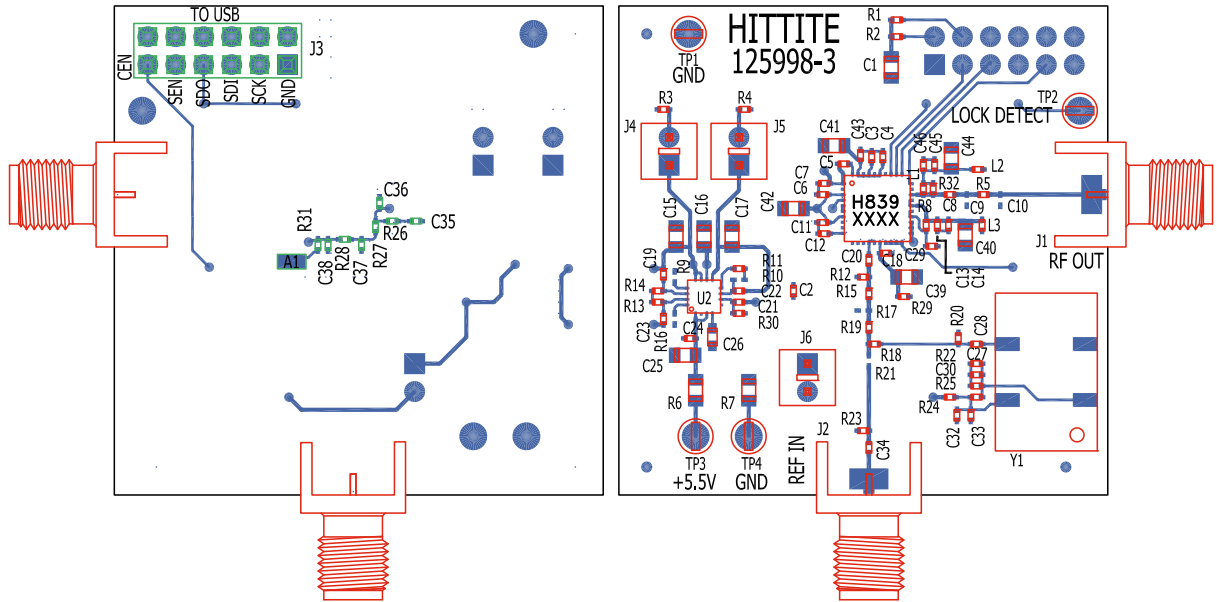 TO USB
J3
CEN
SEN
SDO
SDI
SCK
GND
C36
R31
C35
R26
A1
C38
R28
C37
R27
HITTITE
125998-3
TP1
GND
R1
R2
C1
TP2
LOCK DETECT
R3
R4
J4
J5
C41
C43
C3
C4
C46
C45
C44
C5
C7
C6
L1
L2
C42
H839
XXXX
R32
R5
R8
C8
C9
C10
C15
C16
C17
C11
C12
L3
C40
J1
RF OUT
C19
R9
R11
R10
C20
C18
C29
C13
C14
R12
R14
R13
U2
C22
C21
C2
R15
C39
R29
R30
R17
C23
R16
C24
R19
R20
C28
C25
C26
J6
R18
R22
C27
R21
C30
R25
R6
R7
R24
R23
J2
C34
C32
C33
REF IN
TP3
+5.5V
TP4
GND
Y1